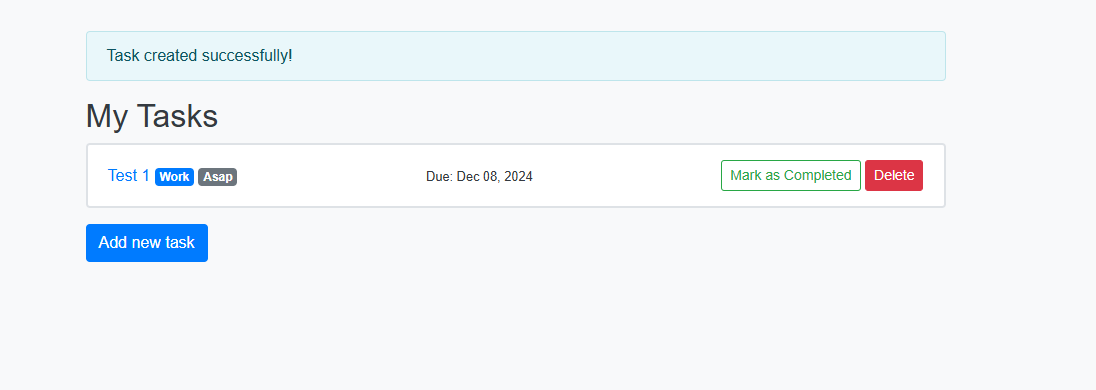 Task created successfully!
My Tasks
Test 1 Work Asap Due: Dec 08, 2024 Mark as Completed Delete
Add new task